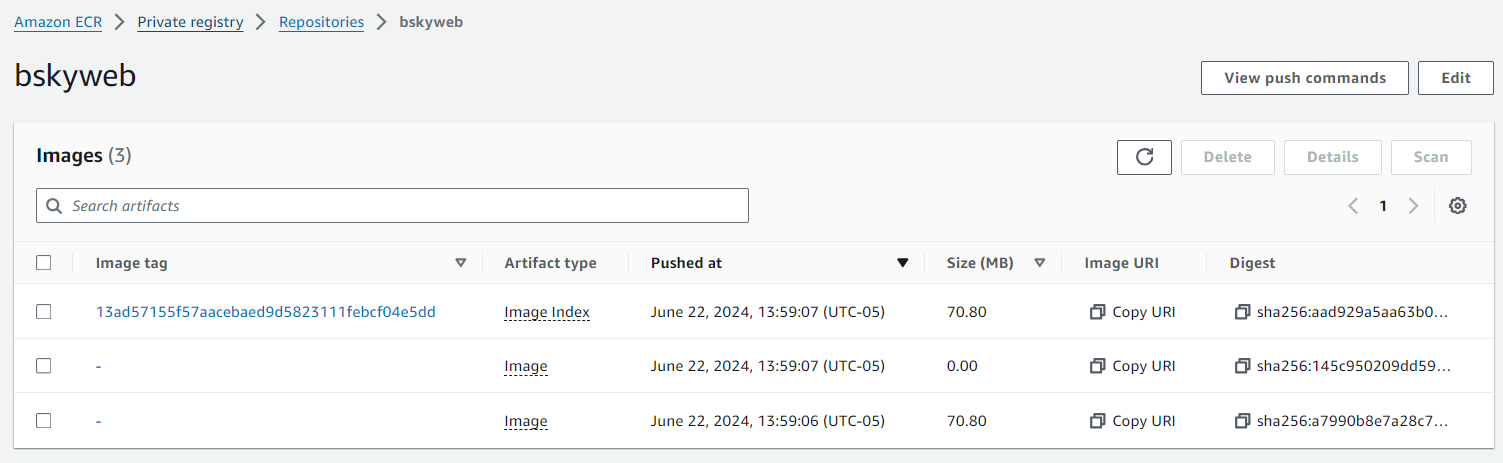 Amazon ECR > Private registry > Repositories > bskyweb
bskyweb
View push commands Edit
Images (3)
Delete Details Scan
Search artifacts
1
Image tag Artifact type Pushed at Size (MB) Image URI Digest
13ad57155f57aacebaed9d5823111febcf04e5dd Image Index June 22, 2024, 13:59:07 (UTC-05) 70.80 Copy URI sha256:aad929a5aa63b0...
- Image June 22, 2024, 13:59:07 (UTC-05) 0.00 Copy URI sha256:145c950209dd59...
- Image June 22, 2024, 13:59:06 (UTC-05) 70.80 Copy URI sha256:a7990b8e7a28c7...